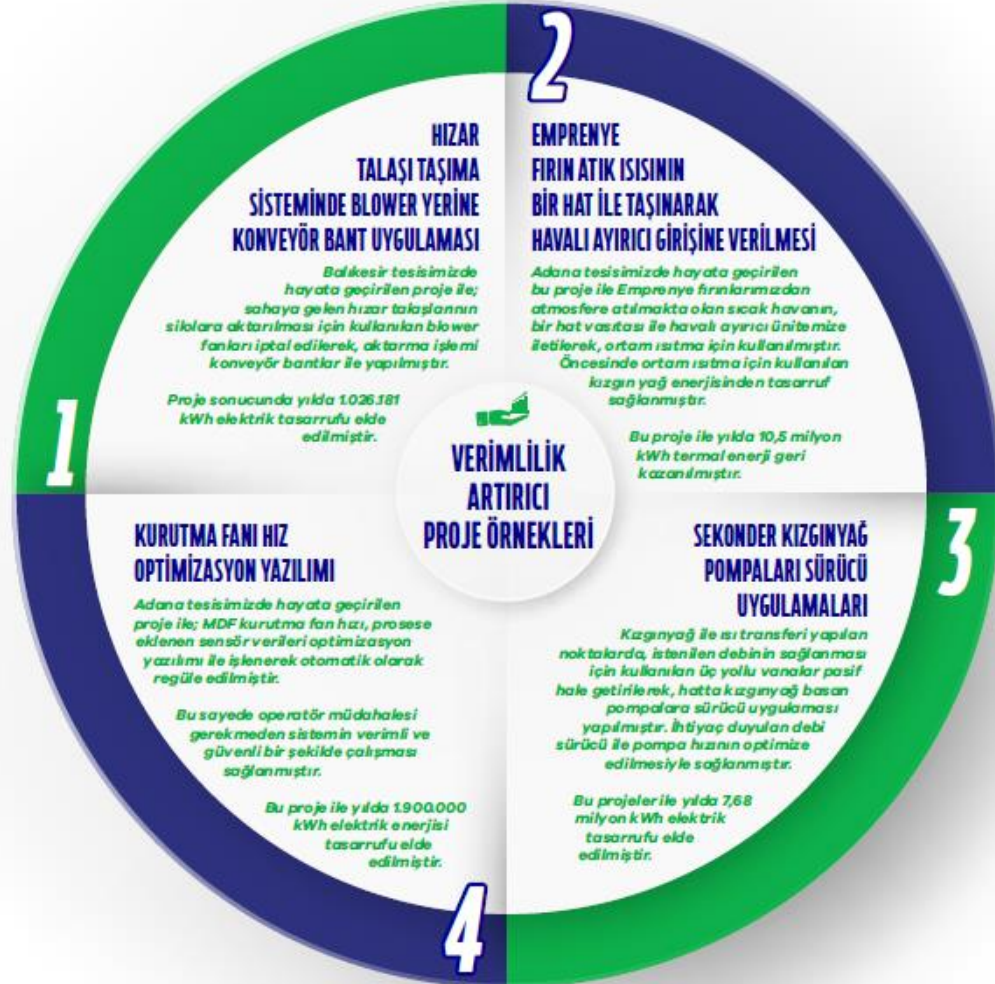 1
HIZAR
TALAŞI TAŞIMA
SİSTEMİNDE BLOWER YERİNE
KONVEYÖR BANT UYGULAMASI
Balıkesir tesisimizde
hayata geçirilen proje ile;
sahaya gelen hızar talaşlarının
silolara aktarılması için kullanılan blower
fanları iptal edilerek, aktarma işlemi
konveyör bantlar ile yapılmıştır.
Proje sonucunda yılda 1.026.181
kWh elektrik tasarrufu elde
edilmiştir.
2
EMPRENYE
FIRIN ATIK ISISININ
BİR HAT İLE TAŞINARAK
HAVALI AYIRICI GİRİŞİNE VERİLMESİ
Adana tesisimizde hayata geçirilen
bu proje ile Emprenye fırınlarımızdan
atmosfere atılmakta olan sıcak havanın,
bir hat vasıtası ile havalı ayırıcı ünitemize
iletilerek, ortam ısıtma için kullanılmıştır.
Öncesinde ortam ısıtma için kullanılan
kızgın yağ enerjisinden tasarruf
sağlanmıştır.
Bu proje ile yılda 10,5 milyon
kWh termal enerji geri
kazanılmıştır.
VERİMLİLİK
ARTIRICI
PROJE ÖRNEKLERİ
3
SEKONDER KIZGINYAĞ
POMPALARI SÜRÜCÜ
UYGULAMALARI
Kızgınyağ ile ısı transferi yapılan
noktalarda, istenilen debinin sağlanması
için kullanılan üç yollu vanalar pasif
hale getirilerek, hatta kızgınyağ basan
pompalara sürücü uygulaması
yapılmıştır. İhtiyaç duyulan debi
sürücü ile pompa hızının optimize
edilmesiyle sağlanmıştır.
Bu projeler ile yılda 7,68
milyon kWh elektrik
tasarrufu elde
edilmiştir.
4
KURUTMA FANI HIZ
OPTİMİZASYON YAZILIMI
Adana tesisimizde hayata geçirilen
proje ile; MDF kurutma fan hızı, prosese
eklenen sensör verileri optimizasyon
yazılımı ile işlenerek otomatik olarak
regüle edilmiştir.
Bu sayede operatör müdahalesi
gerekmeden sistemin verimli ve
güvenli bir şekilde çalışması
sağlanmıştır.
Bu proje ile yılda 1.900.000
kWh elektrik enerjisi
tasarrufu elde
edilmiştir.